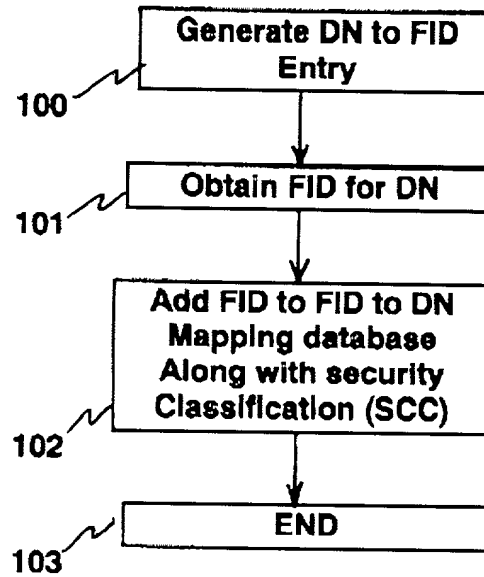 Generate DN to FID
Entry
100
Obtain FID for DN
101
Add FID to FID to DN
Mapping database
Along with security
Classification (SCC)
102
END
103